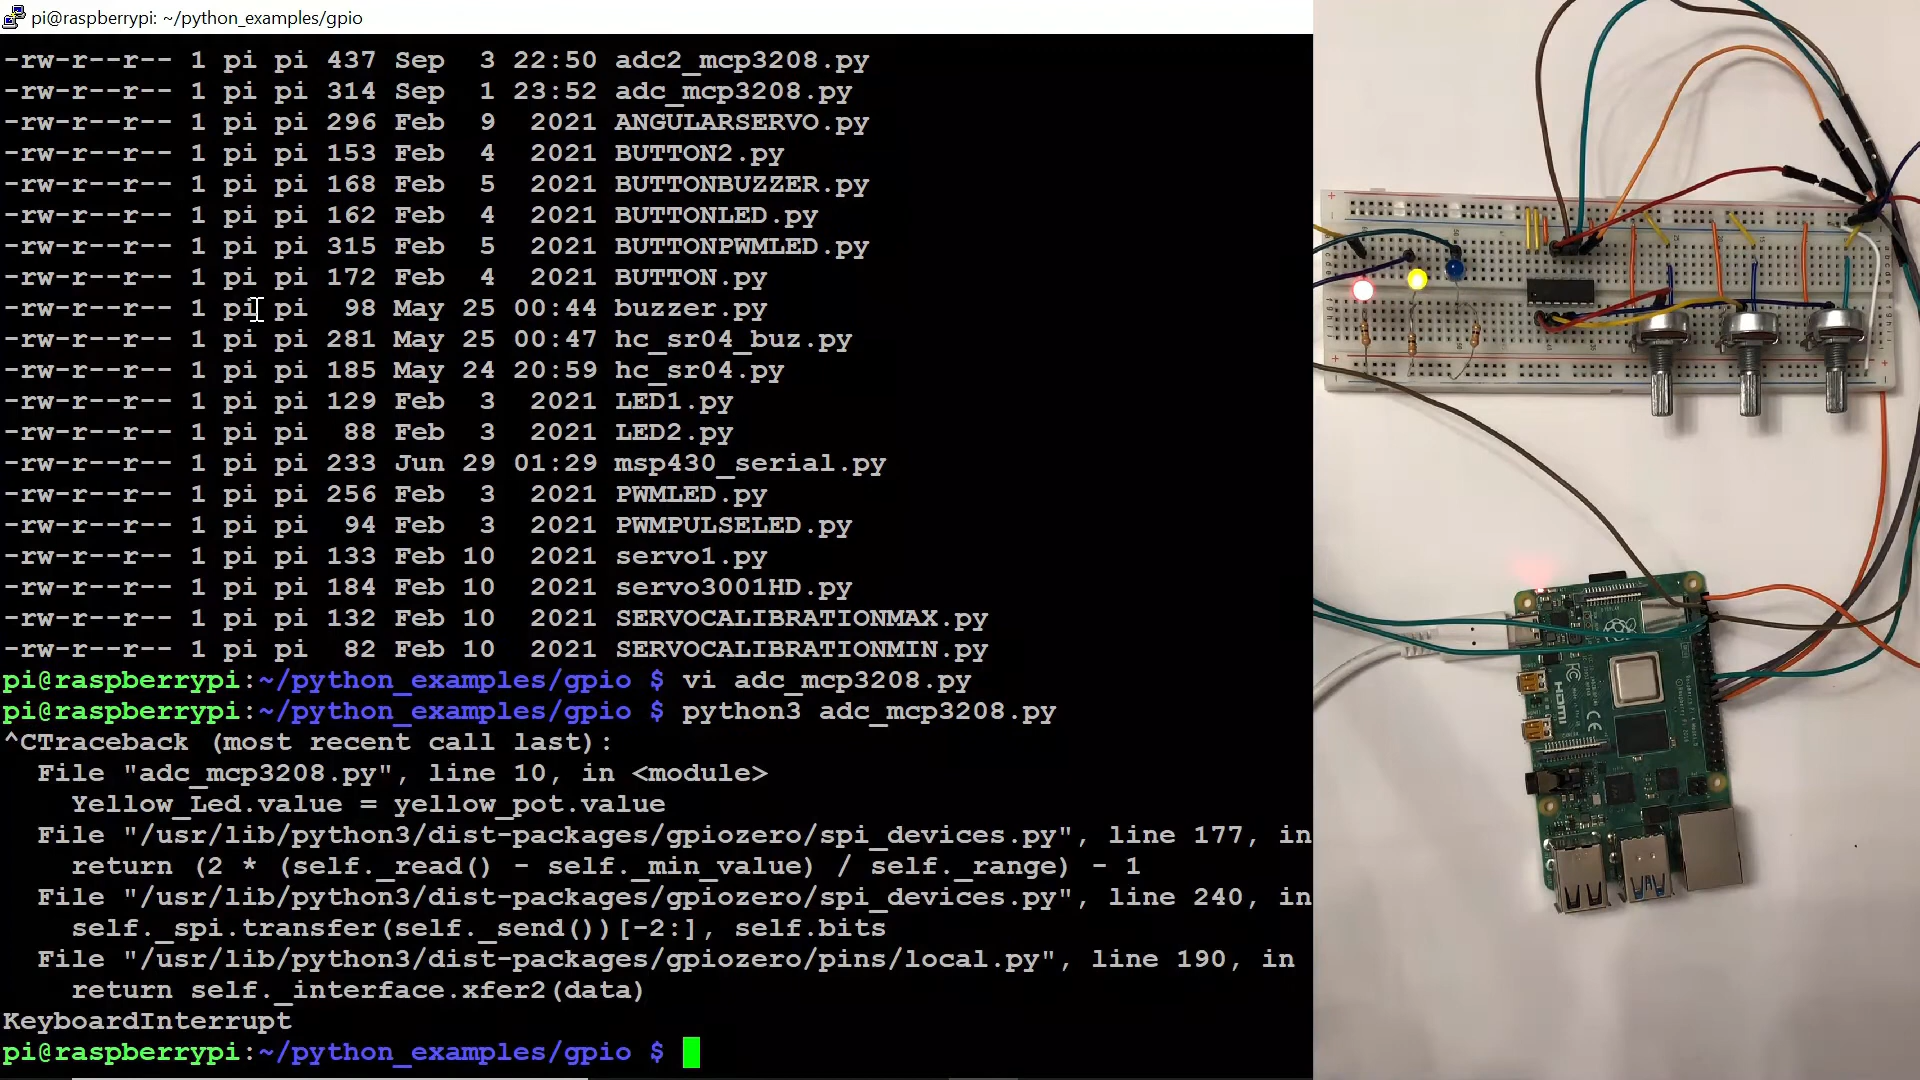 pi@raspberrypi: ~/python_examples/gpio
-rw-r--r-- 1 pi pi 437 Sep  3 22:50 adc2_mcp3208.py
-rw-r--r-- 1 pi pi 314 Sep  1 23:52 adc_mcp3208.py
-rw-r--r-- 1 pi pi 296 Feb  9  2021 ANGULARSERVO.py
-rw-r--r-- 1 pi pi 153 Feb  4  2021 BUTTON2.py
-rw-r--r-- 1 pi pi 168 Feb  5  2021 BUTTONBUZZER.py
-rw-r--r-- 1 pi pi 162 Feb  4  2021 BUTTONLED.py
-rw-r--r-- 1 pi pi 315 Feb  5  2021 BUTTONPWMLED.py
-rw-r--r-- 1 pi pi 172 Feb  4  2021 BUTTON.py
-rw-r--r-- 1 pi pi  98 May 25 00:44 buzzer.py
-rw-r--r-- 1 pi pi 281 May 25 00:47 hc_sr04_buz.py
-rw-r--r-- 1 pi pi 185 May 24 20:59 hc_sr04.py
-rw-r--r-- 1 pi pi 129 Feb  3  2021 LED1.py
-rw-r--r-- 1 pi pi  88 Feb  3  2021 LED2.py
-rw-r--r-- 1 pi pi 233 Jun 29 01:29 msp430_serial.py
-rw-r--r-- 1 pi pi 256 Feb  3  2021 PWMLED.py
-rw-r--r-- 1 pi pi  94 Feb  3  2021 PWMPULSELED.py
-rw-r--r-- 1 pi pi 133 Feb 10  2021 servo1.py
-rw-r--r-- 1 pi pi 184 Feb 10  2021 servo3001HD.py
-rw-r--r-- 1 pi pi 132 Feb 10  2021 SERVOCALIBRATIONMAX.py
-rw-r--r-- 1 pi pi  82 Feb 10  2021 SERVOCALIBRATIONMIN.py
pi@raspberrypi:~/python_examples/gpio $ vi adc_mcp3208.py
pi@raspberrypi:~/python_examples/gpio $ python3 adc_mcp3208.py
^CTraceback (most recent call last):
  File "adc_mcp3208.py", line 10, in <module>
    Yellow_Led.value = yellow_pot.value
  File "/usr/lib/python3/dist-packages/gpiozero/spi_devices.py", line 177, in
    return (2 * (self._read() - self._min_value) / self._range) - 1
  File "/usr/lib/python3/dist-packages/gpiozero/spi_devices.py", line 240, in
    self._spi.transfer(self._send())[-2:], self.bits
  File "/usr/lib/python3/dist-packages/gpiozero/pins/local.py", line 190, in
    return self._interface.xfer2(data)
KeyboardInterrupt
pi@raspberrypi:~/python_examples/gpio $
HDMI
FC
CE